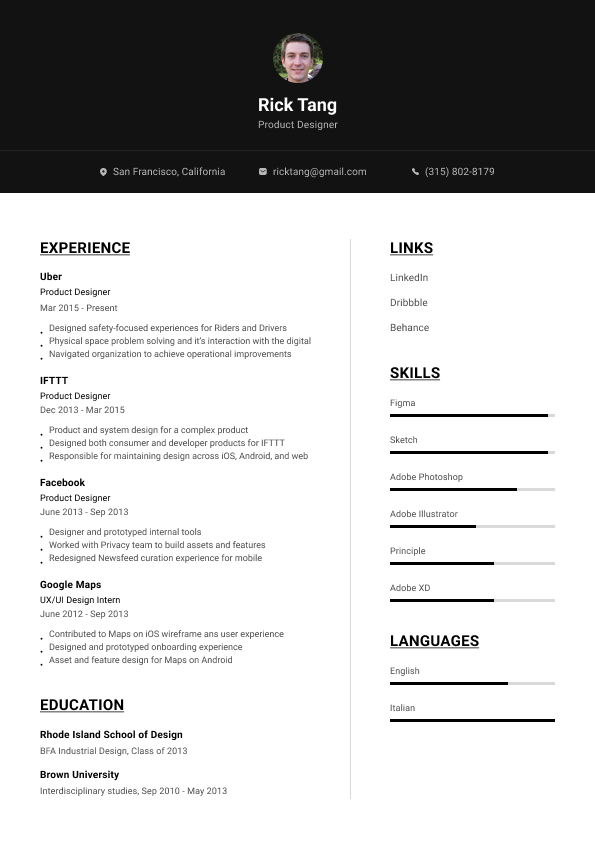 Rick Tang
Product Designer
San Francisco, California
ricktang@gmail.com
(315) 802-8179
EXPERIENCE
Uber
Product Designer
Mar 2015 - Present
• Designed safety-focused experiences for Riders and Drivers
• Physical space problem solving and it's interaction with the digital
• Navigated organization to achieve operational improvements
IFTTT
Product Designer
Dec 2013 - Mar 2015
• Product and system design for a complex product
• Designed both consumer and developer products for IFTTT
• Responsible for maintaining design across iOS, Android, and web
Facebook
Product Designer
June 2013 - Sep 2013
• Designer and prototyped internal tools
• Worked with Privacy team to build assets and features
• Redesigned Newsfeed curation experience for mobile
Google Maps
UX/UI Design Intern
June 2012 - Sep 2013
• Contributed to Maps on iOS wireframe ans user experience
• Designed and prototyped onboarding experience
• Asset and feature design for Maps on Android
EDUCATION
Rhode Island School of Design
BFA Industrial Design, Class of 2013
Brown University
Interdisciplinary studies, Sep 2010 - May 2013
LINKS
LinkedIn
Dribbble
Behance
SKILLS
Figma
Sketch
Adobe Photoshop
Adobe Illustrator
Principle
Adobe XD
LANGUAGES
English
Italian